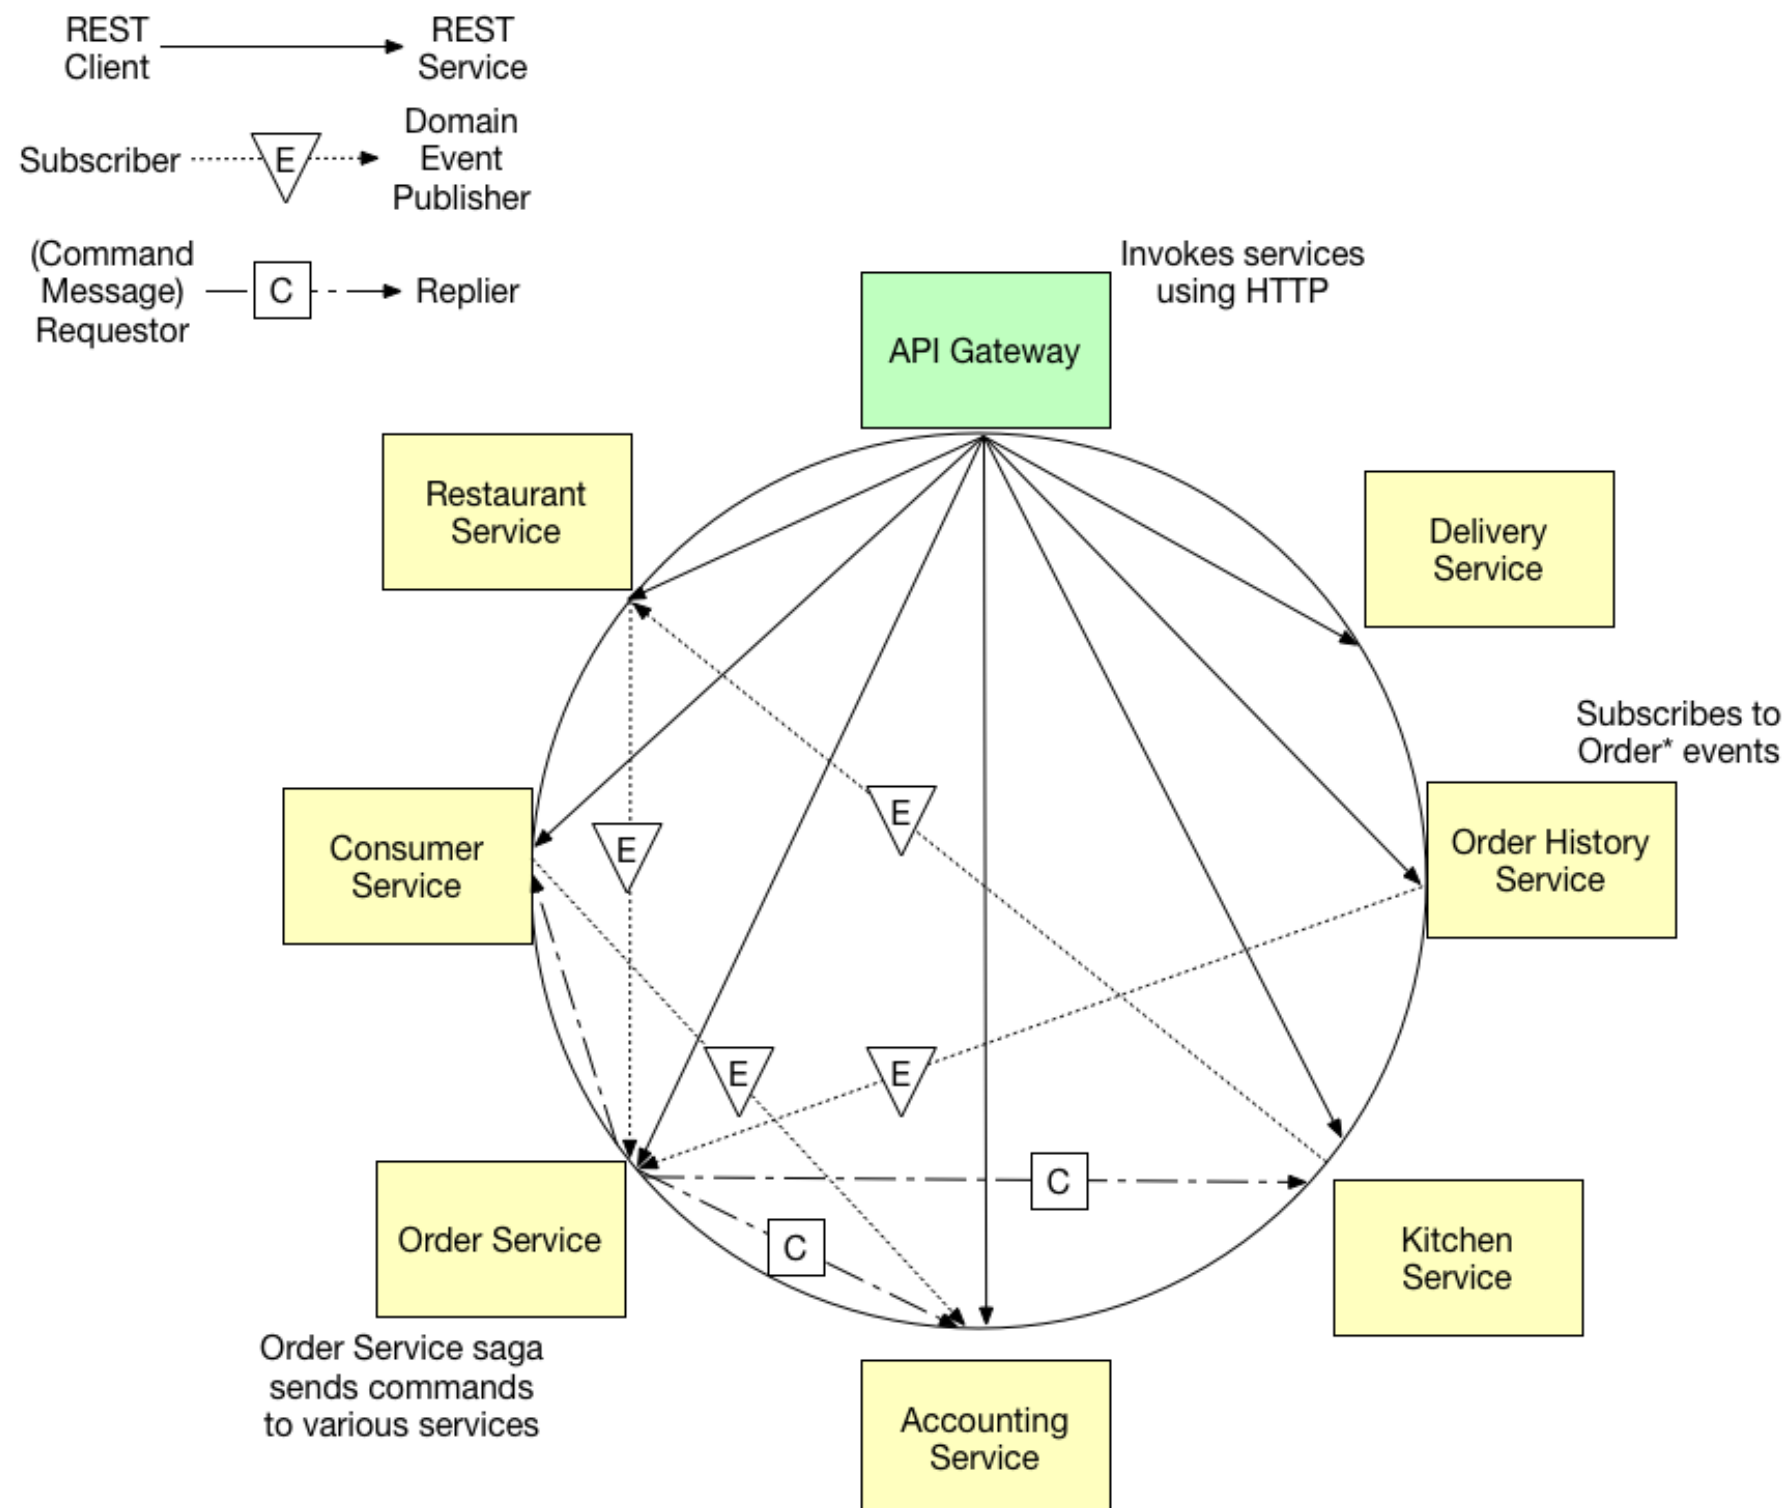 REST
Client
REST
Service
Subscriber
E
Domain
Event
Publisher
(Command
Message)
Requestor
C
Replier
Invokes services
using HTTP
API Gateway
Restaurant
Service
Delivery
Service
Subscribes to
Order* events
E
Consumer
Service
E
Order History
Service
E
E
C
Order Service
C
Kitchen
Service
Order Service saga
sends commands
to various services
Accounting
Service